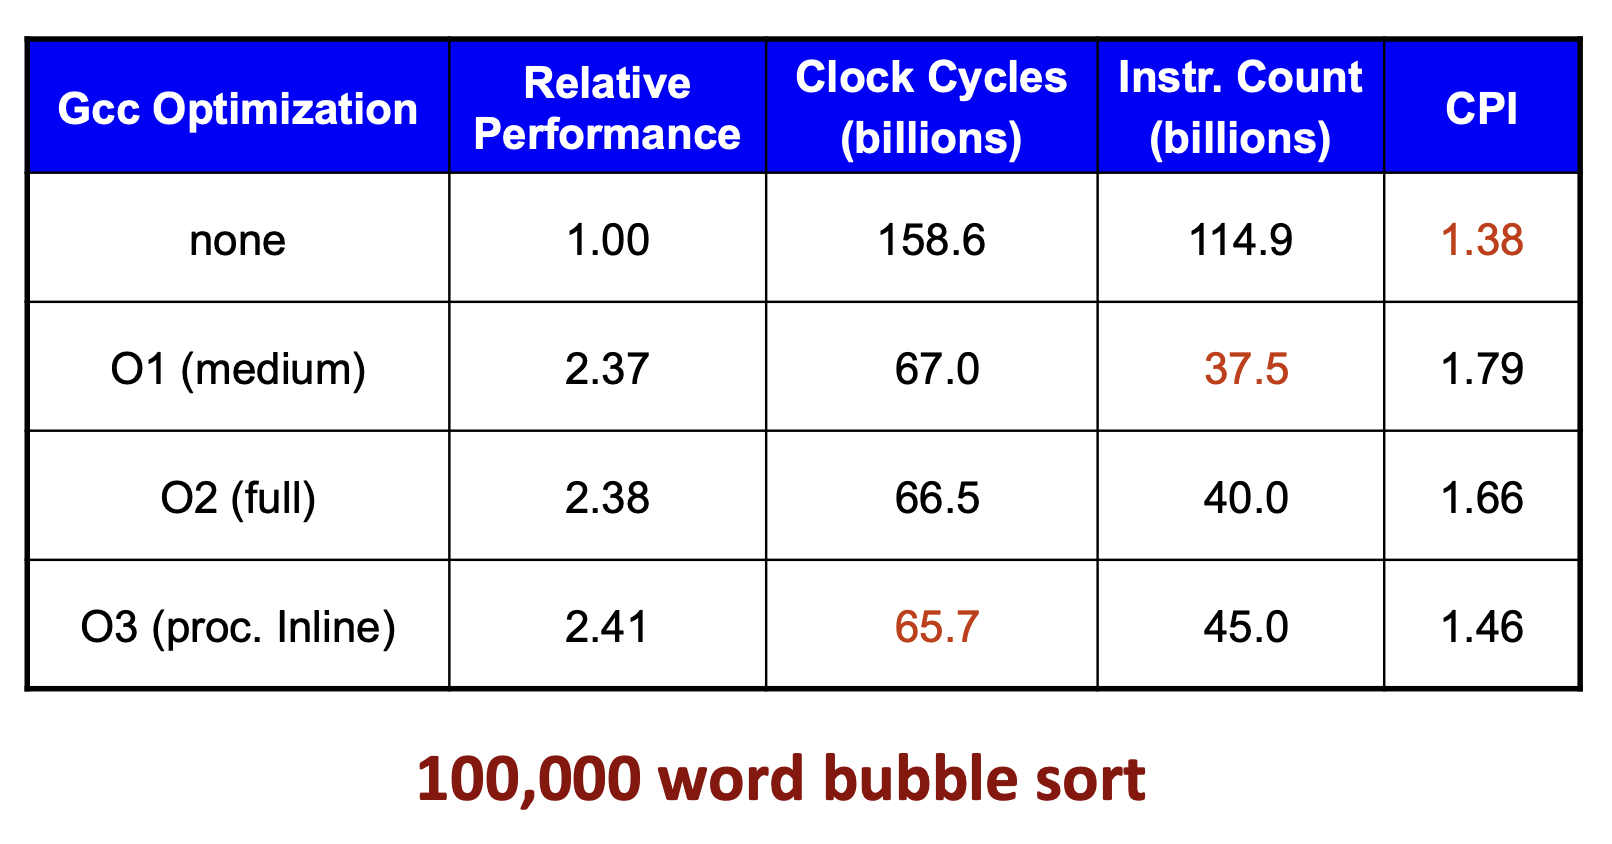 Gcc Optimization
Relative
Performance
Clock Cycles
(billions)
Instr. Count
(billions)
CPI
none 1.00 158.6 114.9 1.38
O1 (medium) 2.37 67.0 37.5 1.79
O2 (full) 2.38 66.5 40.0 1.66
O3 (proc. Inline) 2.41 65.7 45.0 1.46
100,000 word bubble sort